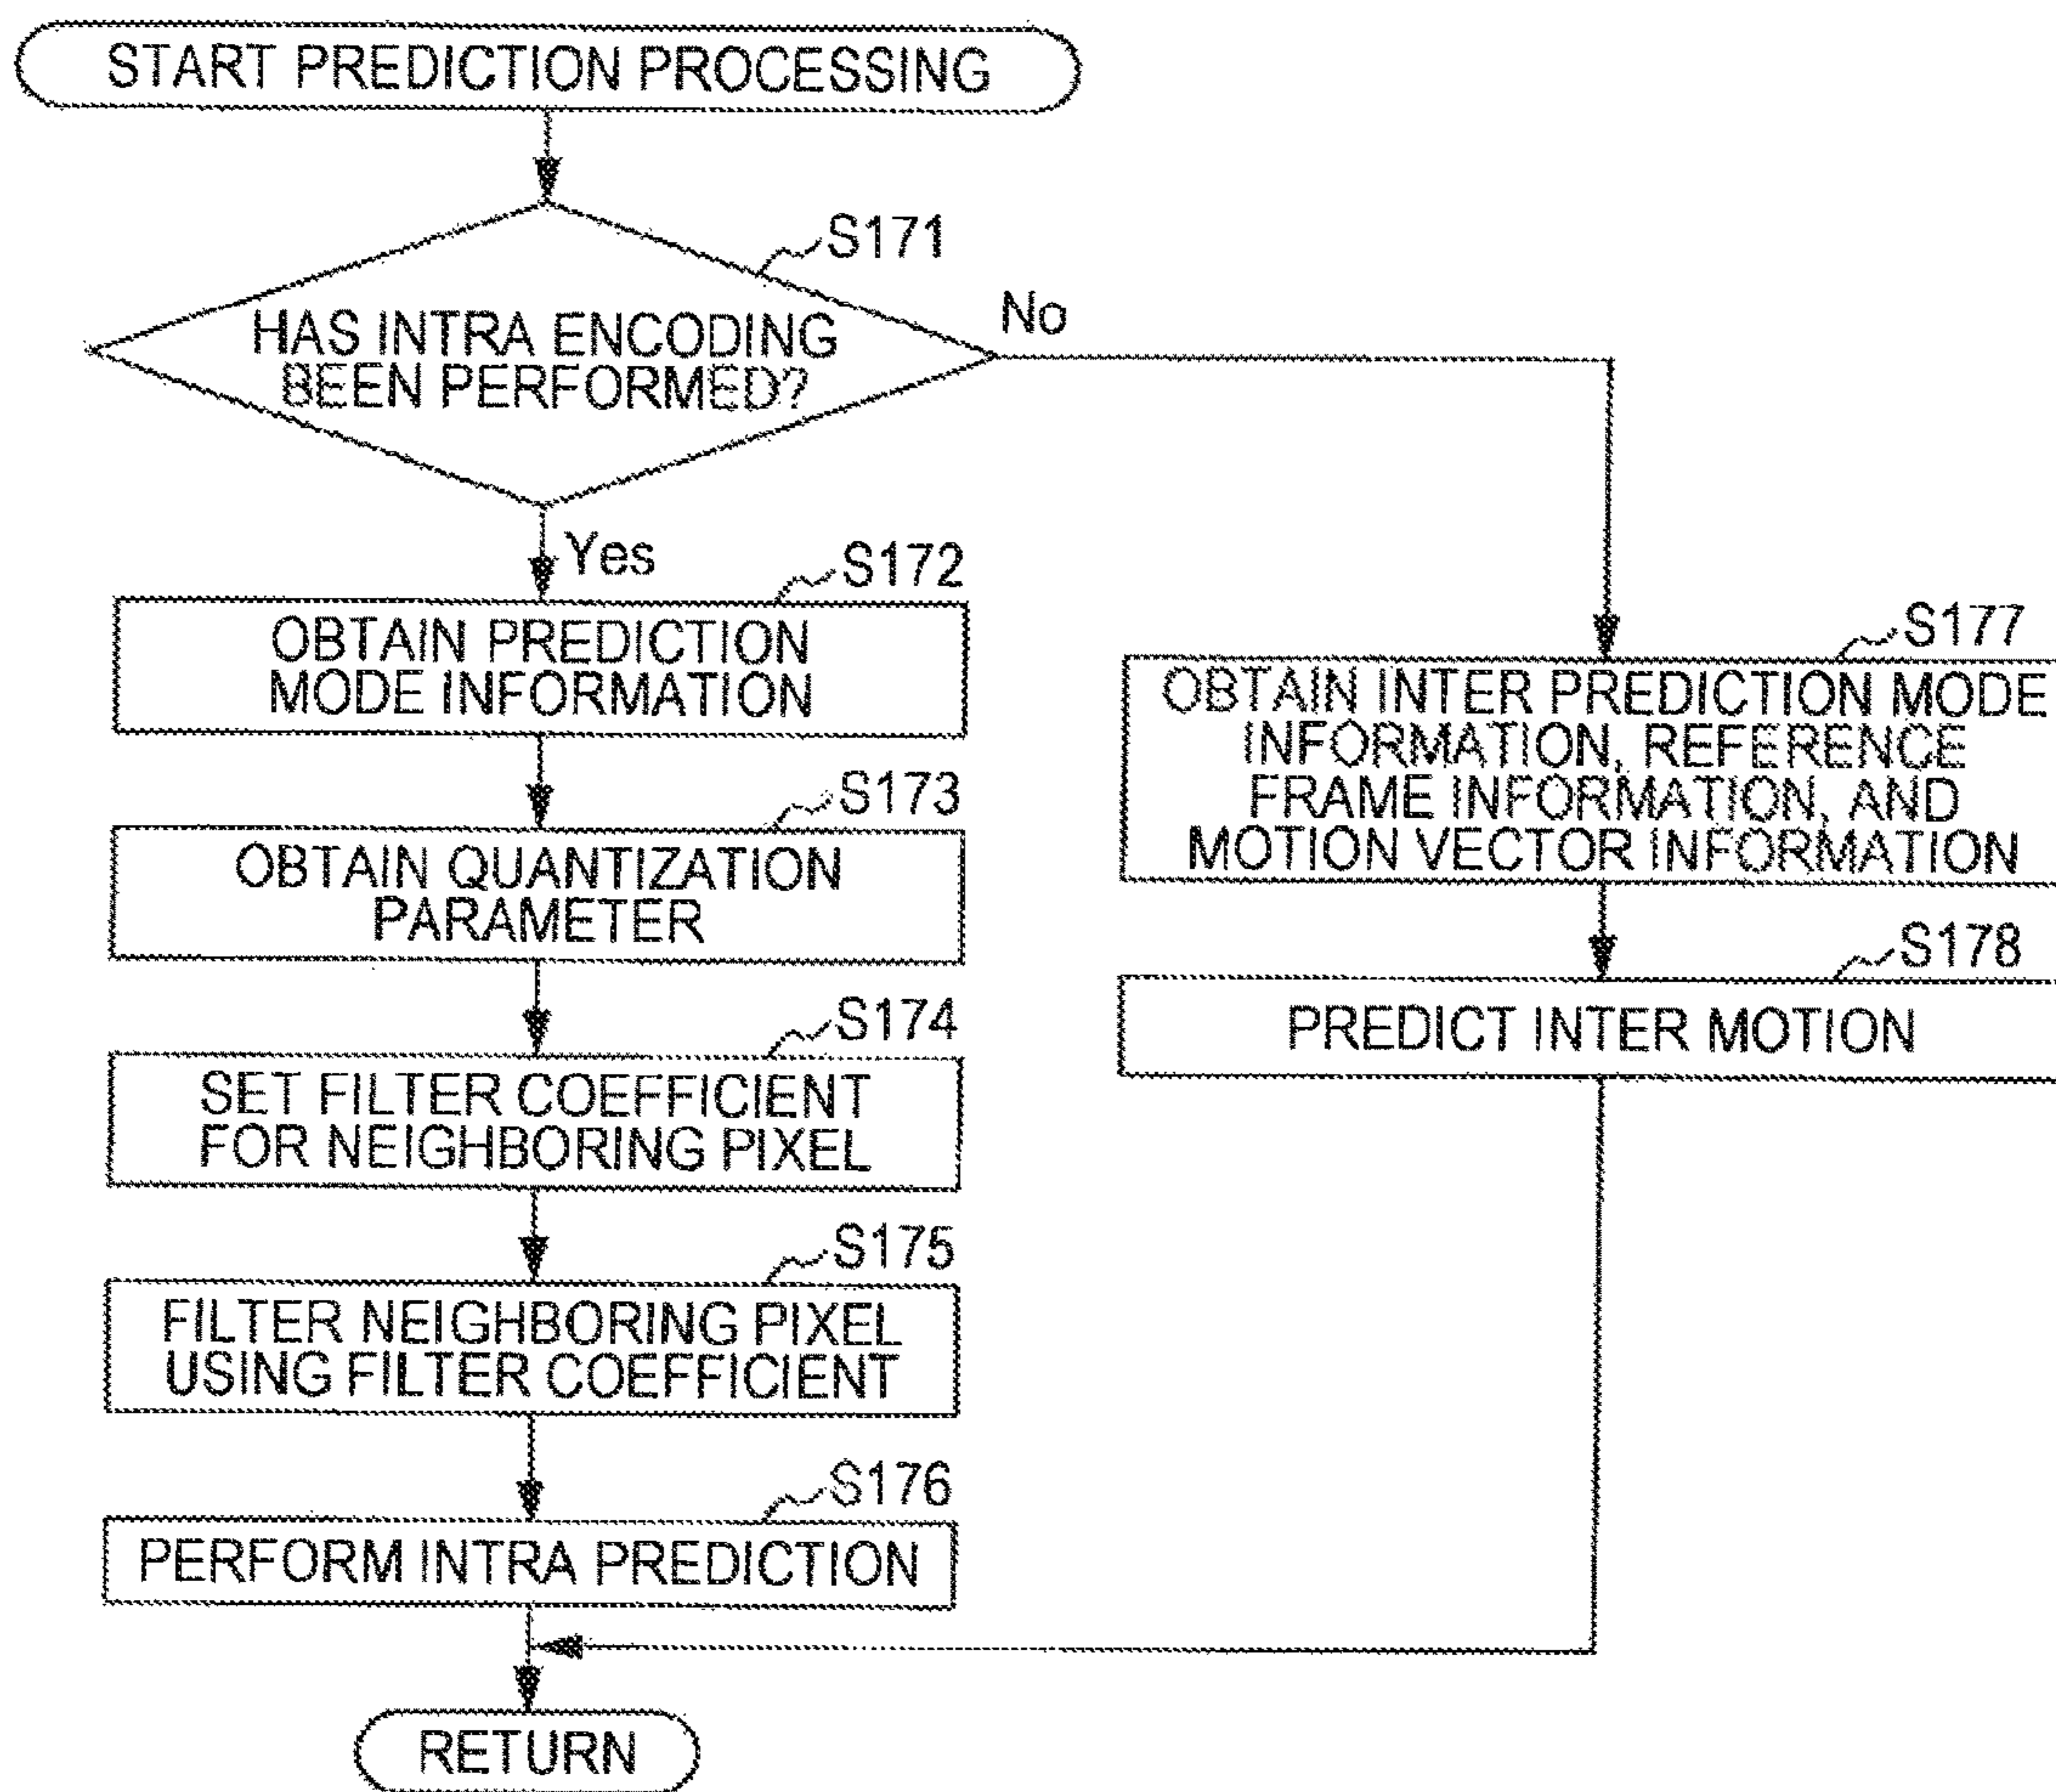 START PREDICTION PROCESSING
S171
HAS INTRA ENCODING
BEEN PERFORMED?
No
Yes
S172
OBTAIN PREDICTION
MODE INFORMATION
S173
OBTAIN QUANTIZATION
PARAMETER
S174
SET FILTER COEFFICIENT
FOR NEIGHBORING PIXEL
S175
FILTER NEIGHBORING PIXEL
USING FILTER COEFFICIENT
S176
PERFORM INTRA PREDICTION
S177
OBTAIN INTER PREDICTION MODE
INFORMATION, REFERENCE
FRAME INFORMATION, AND
MOTION VECTOR INFORMATION
S178
PREDICT INTER MOTION
RETURN